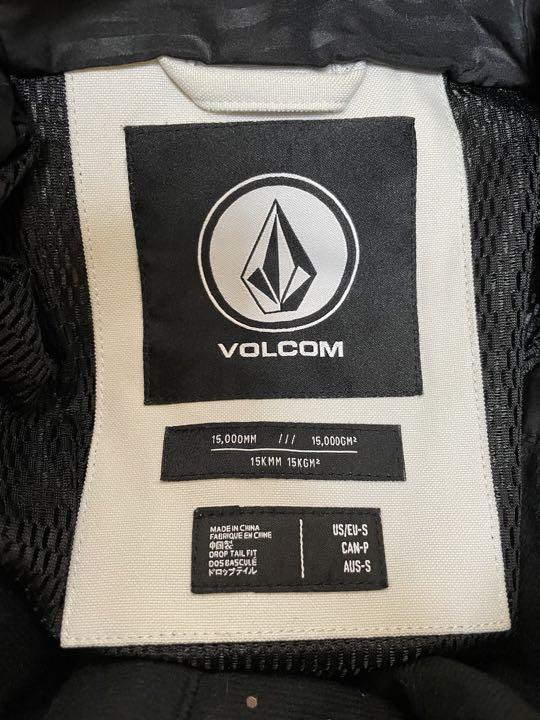 VOLCOM
15,000MM /// 15,000GM²
15KMM 15KGM²
MADE IN CHINA
FABRIQUE EN CHINE
中国製
DROP TAIL FIT
DOS BASCULÉ
ドロップテイル
US/EU-S
CAN-P
AUS-S